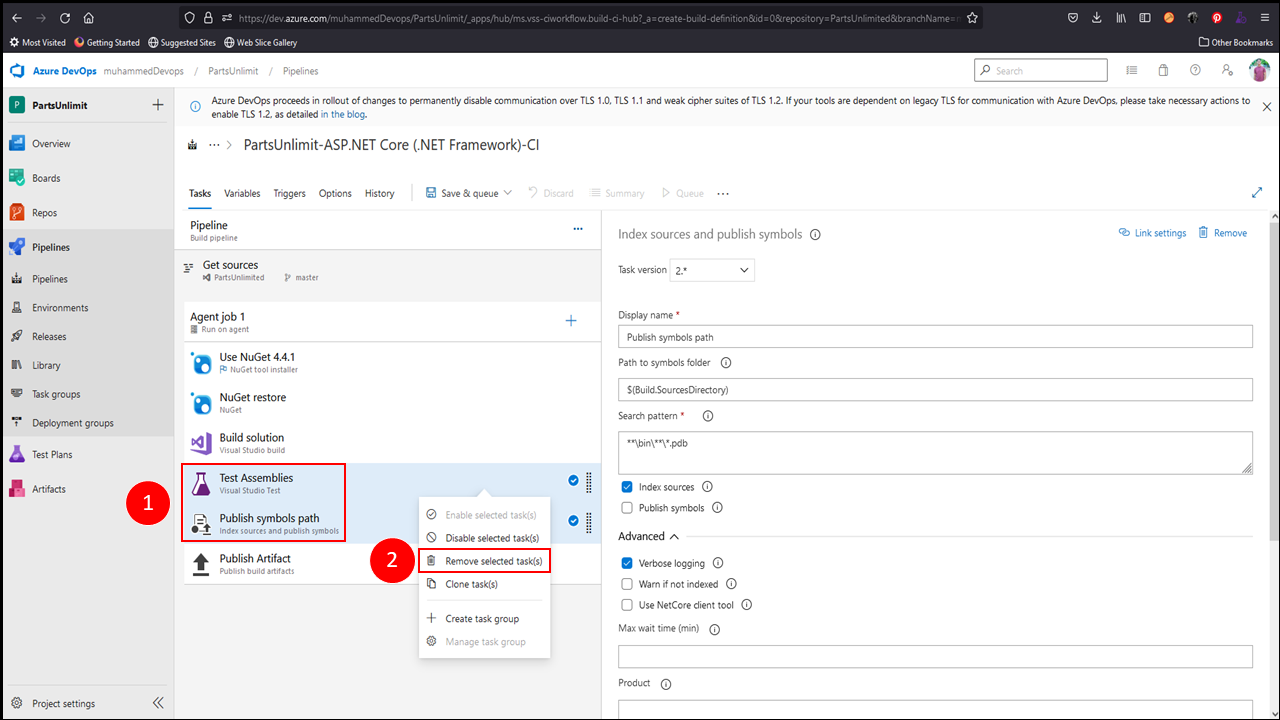 https://dev.azure.com/muhammedDevops/PartsUnlimit/_apps/hub/ms.vss-ciworkflow.build-ci-hub?_a=create-build-definition&id=0&repository=PartsUnlimited&branchName=
Most Visited Getting Started Suggested Sites Web Slice Gallery Other Bookmarks
Azure DevOps muhammedDevops / PartsUnlimit / Pipelines Search
P PartsUnlimit
Azure DevOps proceeds in rollout of changes to permanently disable communication over TLS 1.0, TLS 1.1 and weak cipher suites of TLS 1.2. If your tools are dependent on legacy TLS for communication with Azure DevOps, please take necessary actions to
enable TLS 1.2, as detailed in the blog.
Overview
Boards
Repos
Pipelines
Pipelines
Environments
Releases
Library
Task groups
Deployment groups
Test Plans
Artifacts
Project settings
··· > PartsUnlimit-ASP.NET Core (.NET Framework)-CI
Tasks Variables Triggers Options History Save & queue Discard Summary Queue ···
Pipeline ···
Build pipeline
Get sources
PartsUnlimited master
Agent job 1
Run on agent
Use NuGet 4.4.1
NuGet tool installer
NuGet restore
NuGet
Build solution
Visual Studio build
1
Test Assemblies
Visual Studio Test
Publish symbols path
Index sources and publish symbols
Publish Artifact
Publish build artifacts
2
Enable selected task(s)
Disable selected task(s)
Remove selected task(s)
Clone task(s)
Create task group
Manage task group
Index sources and publish symbols Link settings Remove
Task version 2.*
Display name *
Publish symbols path
Path to symbols folder
$(Build.SourcesDirectory)
Search pattern *
**\bin\**\*.pdb
Index sources
Publish symbols
Advanced
Verbose logging
Warn if not indexed
Use NetCore client tool
Max wait time (min)
Product